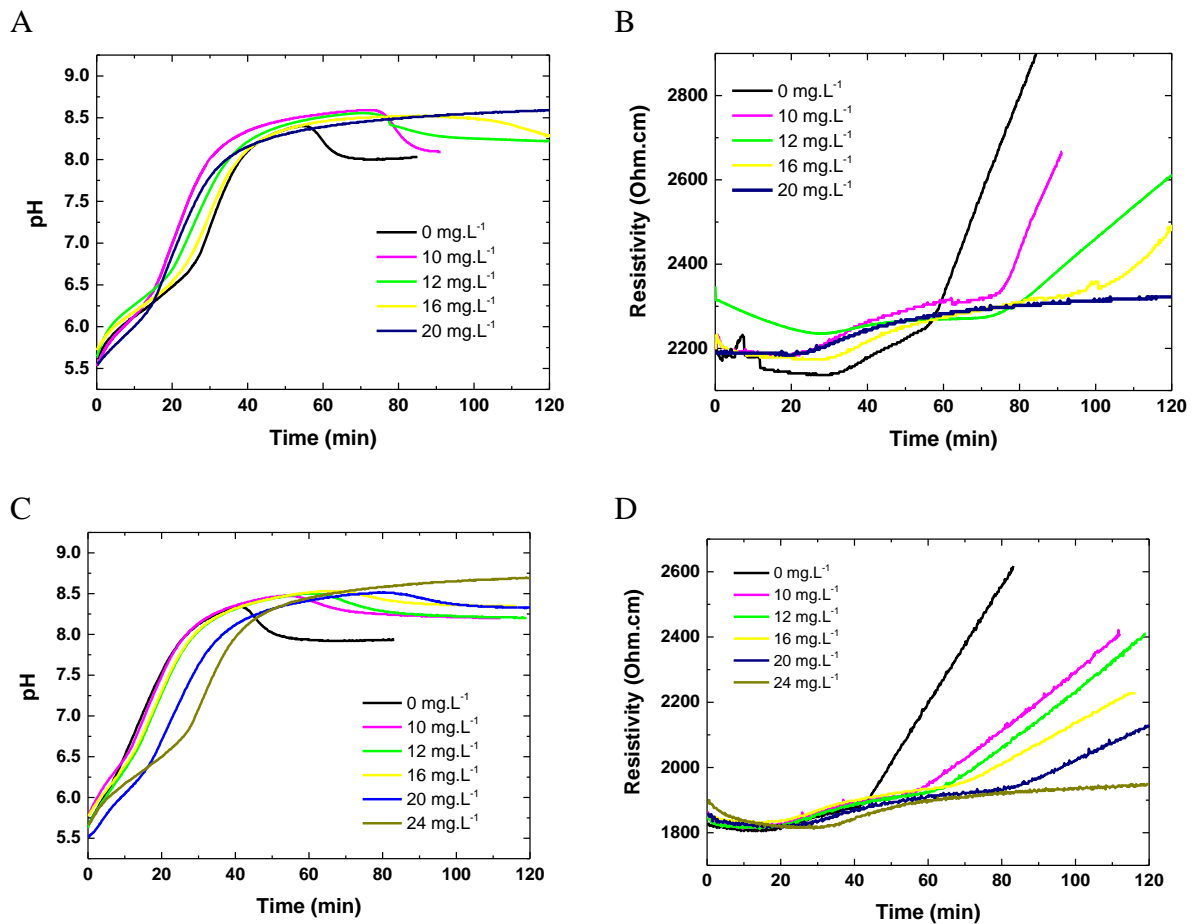 A
9.0
8.5
8.0
7.5
7.0
6.5
6.0
5.5
pH
0 mg.L-1
10 mg.L-1
12 mg.L-1
16 mg.L-1
20 mg.L-1
0 20 40 60 80 100 120
Time (min)
B
2800
2600
2400
2200
Resistivity (Ohm.cm)
0 mg.L-1
10 mg.L-1
12 mg.L-1
16 mg.L-1
20 mg.L-1
0 20 40 60 80 100 120
Time (min)
C
9.0
8.5
8.0
7.5
7.0
6.5
6.0
5.5
pH
0 mg.L-1
10 mg.L-1
12 mg.L-1
16 mg.L-1
20 mg.L-1
24 mg.L-1
0 20 40 60 80 100 120
Time (min)
D
2600
2400
2200
2000
1800
Resistivity (Ohm.cm)
0 mg.L-1
10 mg.L-1
12 mg.L-1
16 mg.L-1
20 mg.L-1
24 mg.L-1
0 20 40 60 80 100 120
Time (min)